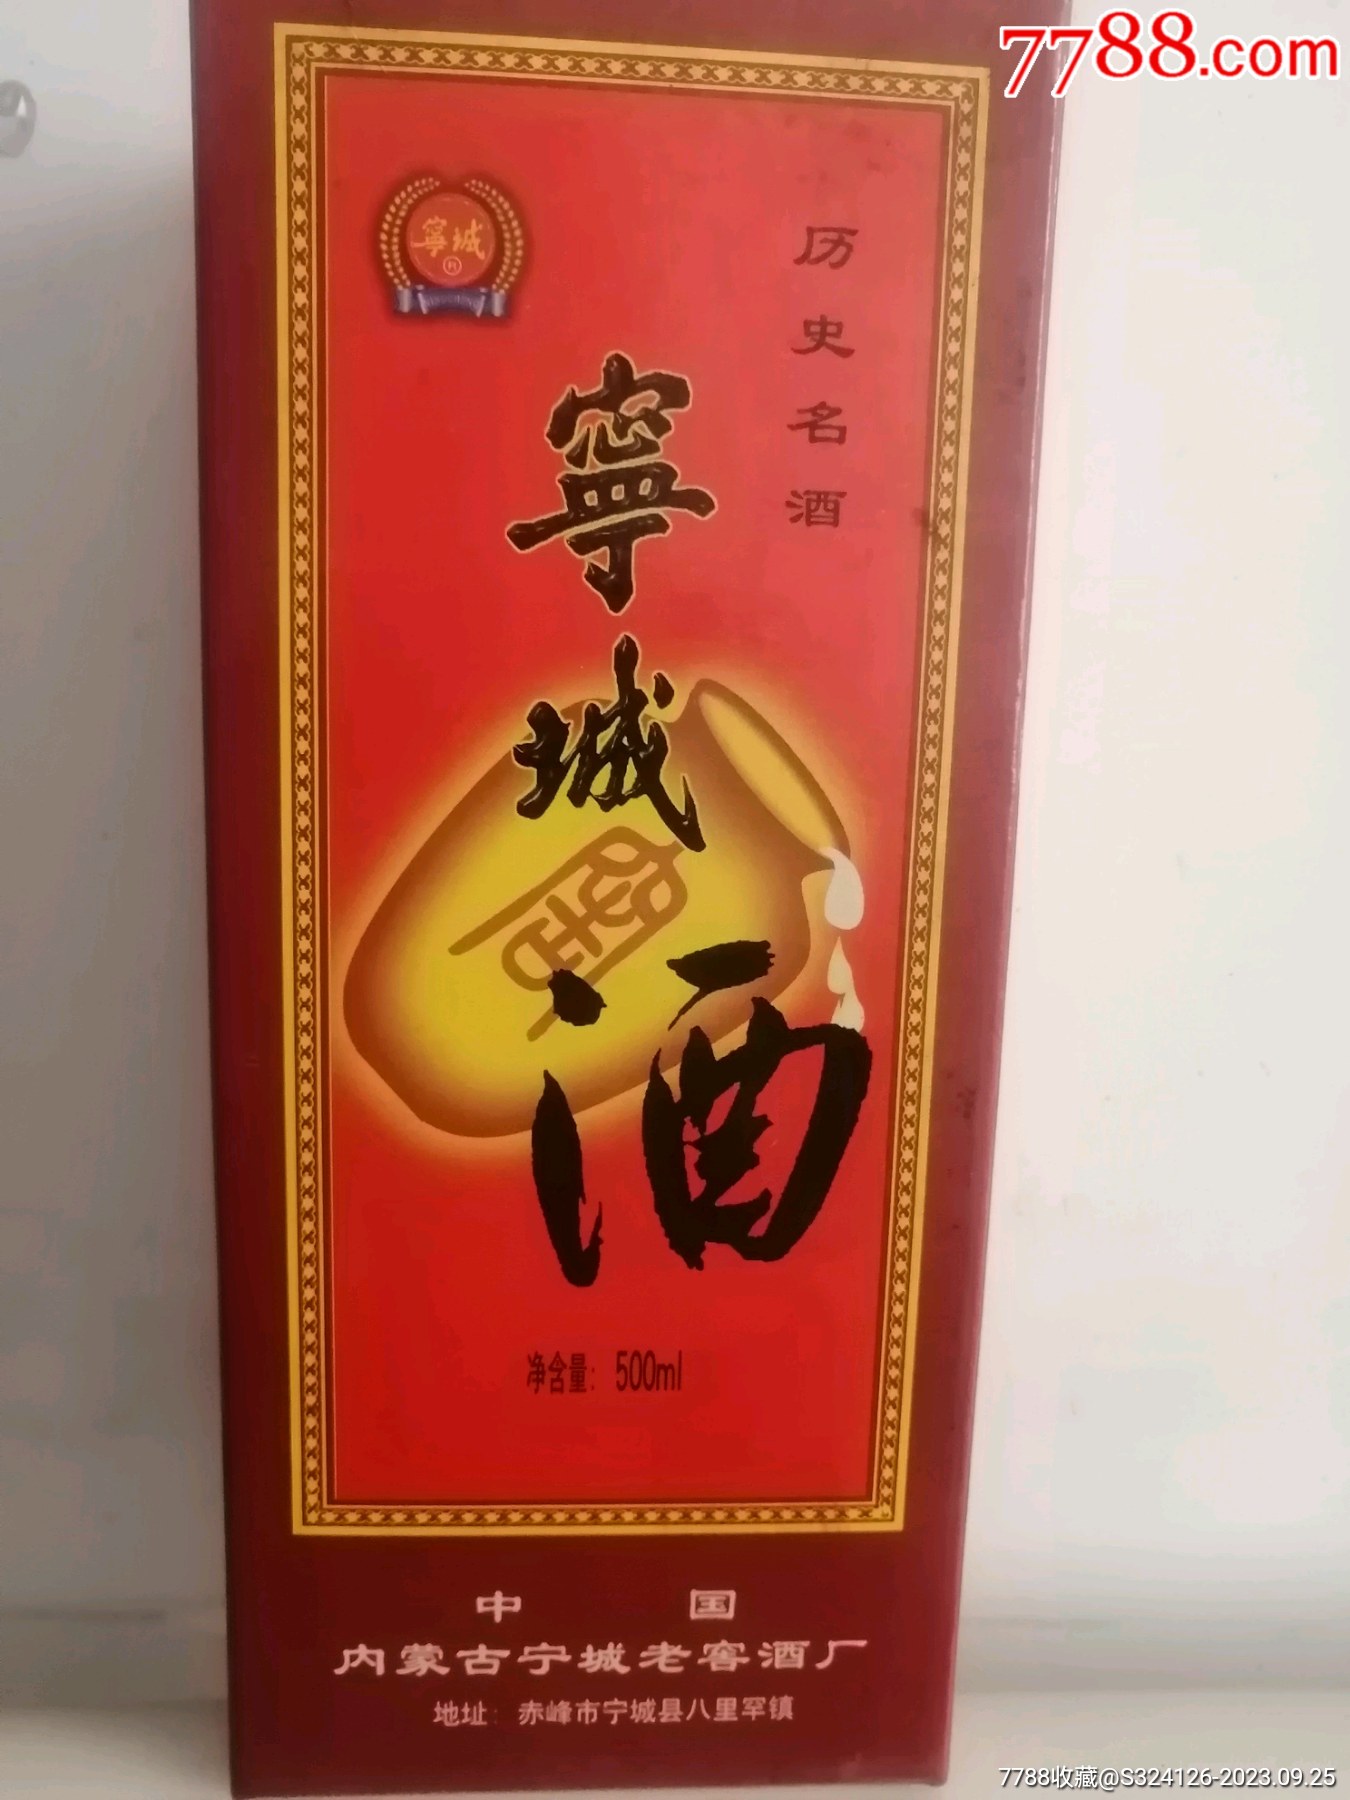 7788.com
寧城
R
历史名酒
寧城酒
净含量：500ml
中国
内蒙古宁城老窖酒厂
地址：赤峰市宁城县八里罕镇
7788收藏@S324126-2023.09.25